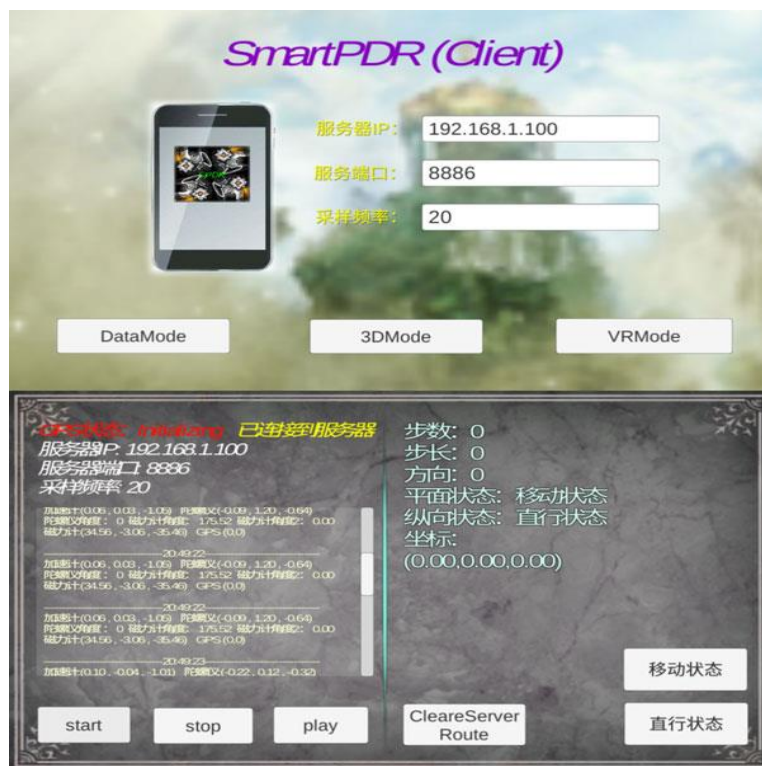 SmartPDR (Client)
服务器IP： 192.168.1.100
SPDR
服务端口： 8886
采样频率： 20
DataMode 3DMode VRMode
GPS状态：Initializing 已连接到服务器
服务器IP: 192.168.1.100
服务器端口: 8886
采样频率: 20
加速计(0.06, 0.03, -1.05) 陀螺仪(-0.09, 1.20, -0.64)
陀螺仪角度： 0 磁力计角度： 175.52 磁力计角度2： 0.00
磁力计(34.56, -3.06, -35.46) GPS(0,0)
20:49:22
加速计(0.06, 0.03, -1.05) 陀螺仪(-0.09, 1.20, -0.64)
陀螺仪角度： 0 磁力计角度： 175.52 磁力计角度2： 0.00
磁力计(34.56, -3.06, -35.46) GPS(0,0)
20:49:22
加速计(0.06, 0.03, -1.05) 陀螺仪(-0.09, 1.20, -0.64)
陀螺仪角度： 0 磁力计角度： 175.52 磁力计角度2： 0.00
磁力计(34.56, -3.06, -35.46) GPS(0,0)
20:49:23
加速计(0.10, -0.04, -1.01) 陀螺仪(-0.22, 0.12, -0.32)
步数：0
步长：0
方向：0
平面状态：移动状态
纵向状态：直行状态
坐标：
(0.00,0.00,0.00)
移动状态
start stop play
CleareServer
Route
直行状态